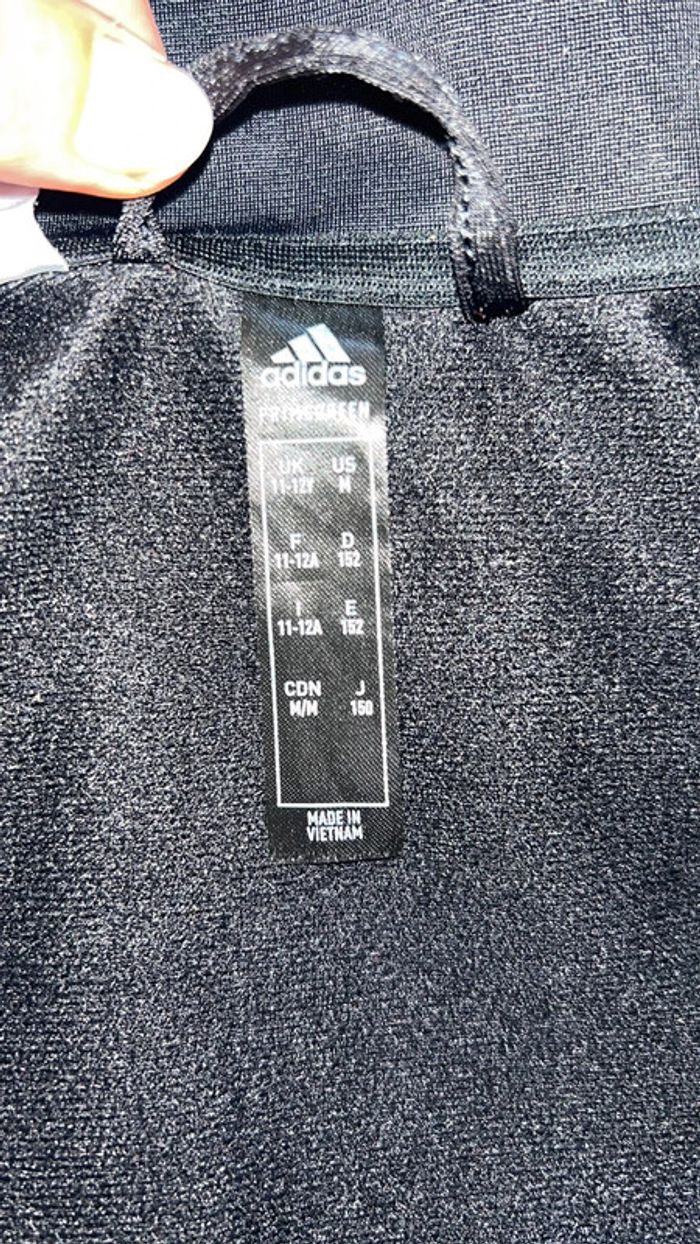 adidas
PRIMEGREEN
UK US
11-12Y M
F D
11-12A 152
I E
11-12A 152
CDN J
M/M 150
MADE IN
VIETNAM